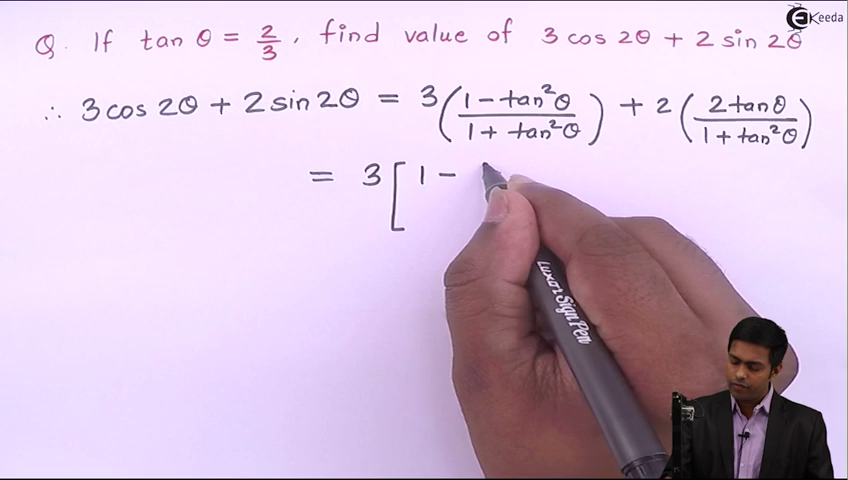 Q. If tan θ = 2/3, find value of 3 cos 2θ + 2 sin 2θ
∴ 3 cos 2θ + 2 sin 2θ = 3 ( (1 - tan²θ) / (1 + tan²θ) ) + 2 ( (2 tan θ) / (1 + tan²θ) )
= 3 [ 1 -
Luxor Sign Pen
Keeda